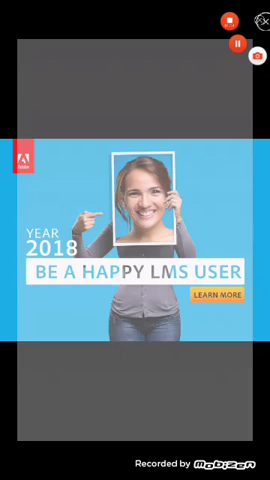 Adobe
YEAR
2018
BE A HAPPY LMS USER
LEARN MORE
Recorded by MOBIZEN